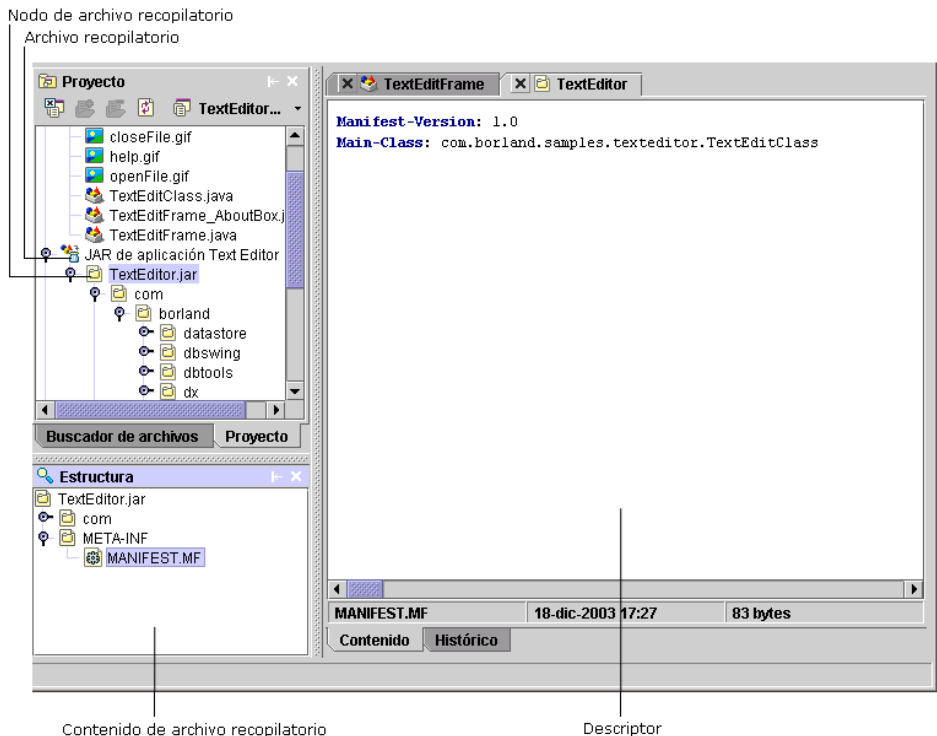 Nodo de archivo recopilatorio
Archivo recopilatorio
Proyecto
TextEditor...
closeFile.gif
help.gif
openFile.gif
TextEditClass.java
TextEditFrame_AboutBox.j
TextEditFrame.java
JAR de aplicación Text Editor
TextEditor.jar
com
borland
datastore
dbswing
dbtools
dx
Buscador de archivos Proyecto
Estructura
TextEditor.jar
com
META-INF
MANIFEST.MF
TextEditFrame TextEditor
Manifest-Version: 1.0
Main-Class: com.borland.samples.texteditor.TextEditClass
MANIFEST.MF 18-dic-2003 17:27 83 bytes
Contenido Histórico
Contenido de archivo recopilatorio
Descriptor